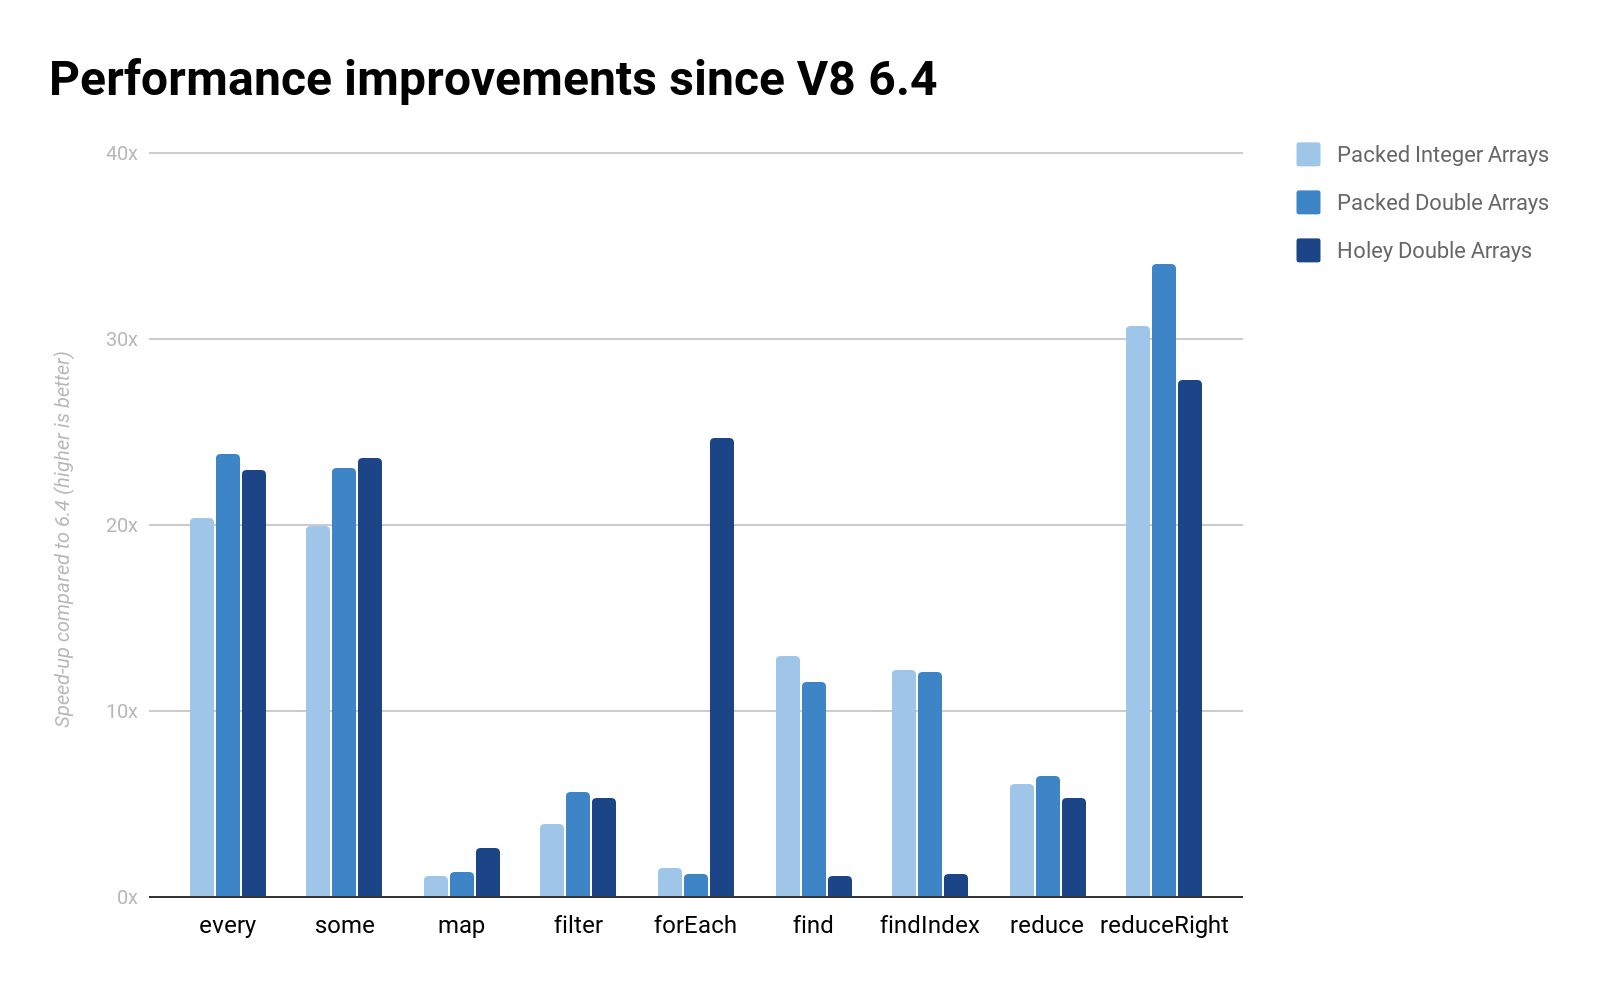 Performance improvements since V8 6.4
Packed Integer Arrays
Packed Double Arrays
Holey Double Arrays
Speed-up compared to 6.4 (higher is better)
40x
30x
20x
10x
0x
every some map filter forEach find findIndex reduce reduceRight